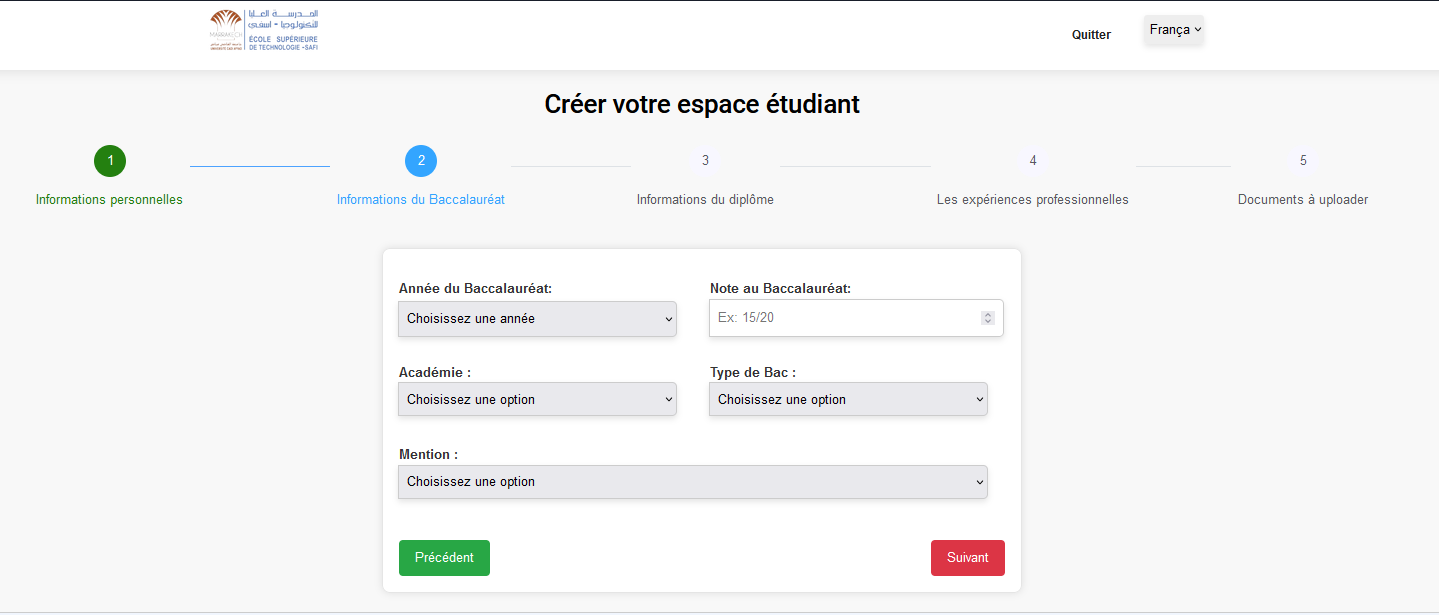 المدرسة العليا
للتكنولوجيا - آسفي
MARRAKECH
ÉCOLE SUPÉRIEURE
DE TECHNOLOGIE -SAFI
Quitter
França
Créer votre espace étudiant
1
2
3
4
5
Informations personnelles
Informations du Baccalauréat
Informations du diplôme
Les expériences professionnelles
Documents à uploader
Année du Baccalauréat:
Note au Baccalauréat:
Choisissez une année
Ex: 15/20
Académie :
Type de Bac :
Choisissez une option
Choisissez une option
Mention :
Choisissez une option
Précédent
Suivant